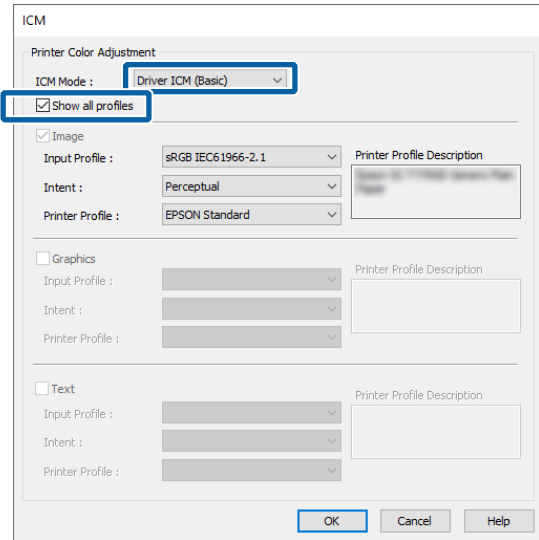 ICM
Printer Color Adjustment
ICM Mode : Driver ICM (Basic)
Show all profiles
Image
Input Profile : sRGB IEC61966-2.1 Printer Profile Description
Intent : Perceptual
Printer Profile : EPSON Standard
Graphics
Input Profile : Printer Profile Description
Intent :
Printer Profile :
Text
Input Profile : Printer Profile Description
Intent :
Printer Profile :
OK Cancel Help